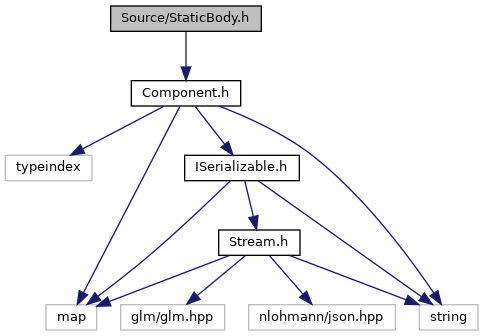 Source/StaticBody.h
Component.h
typeindex
ISerializable.h
Stream.h
map
glm/glm.hpp
nlohmann/json.hpp
string